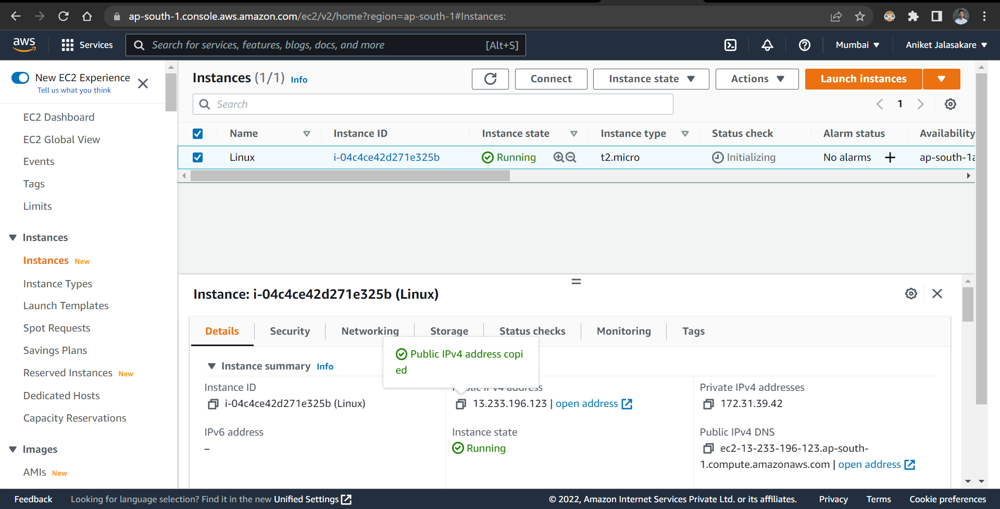 ap-south-1.console.aws.amazon.com/ec2/v2/home?region=ap-south-1#Instances:
aws
Services
Search for services, features, blogs, docs, and more
[Alt+S]
Mumbai
Aniket Jalasakare
New EC2 Experience
Tell us what you think
EC2 Dashboard
EC2 Global View
Events
Tags
Limits
Instances
Instances New
Instance Types
Launch Templates
Spot Requests
Savings Plans
Reserved Instances New
Dedicated Hosts
Capacity Reservations
Images
AMIs New
Instances (1/1) Info
Connect
Instance state
Actions
Launch instances
Search
1
Name
Instance ID
Instance state
Instance type
Status check
Alarm status
Availability
Linux
i-04c4ce42d271e325b
Running
t2.micro
Initializing
No alarms
ap-south-1a
Instance: i-04c4ce42d271e325b (Linux)
Details
Security
Networking
Storage
Status checks
Monitoring
Tags
Public IPv4 address copi
ed
Instance summary Info
Instance ID
i-04c4ce42d271e325b (Linux)
Public IPv4 address
13.233.196.123 | open address
Private IPv4 addresses
172.31.39.42
IPv6 address
–
Instance state
Running
Public IPv4 DNS
ec2-13-233-196-123.ap-south-
1.compute.amazonaws.com | open address
Feedback
Looking for language selection? Find it in the new Unified Settings
© 2022, Amazon Internet Services Private Ltd. or its affiliates.
Privacy
Terms
Cookie preferences